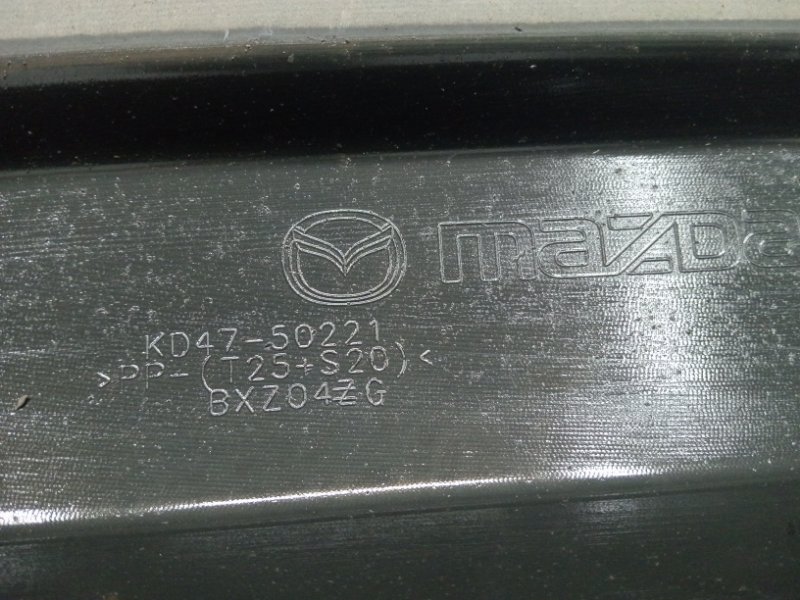 mazda
KD47-50221
>PP-(T25+S20)<
BXZ04ZG